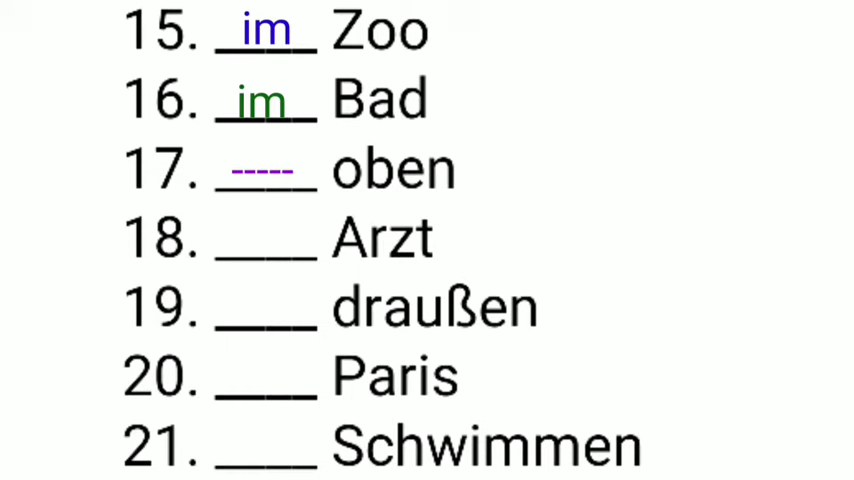 15. im Zoo
16. im Bad
17. ----- oben
18. ____ Arzt
19. ____ draußen
20. ____ Paris
21. ____ Schwimmen